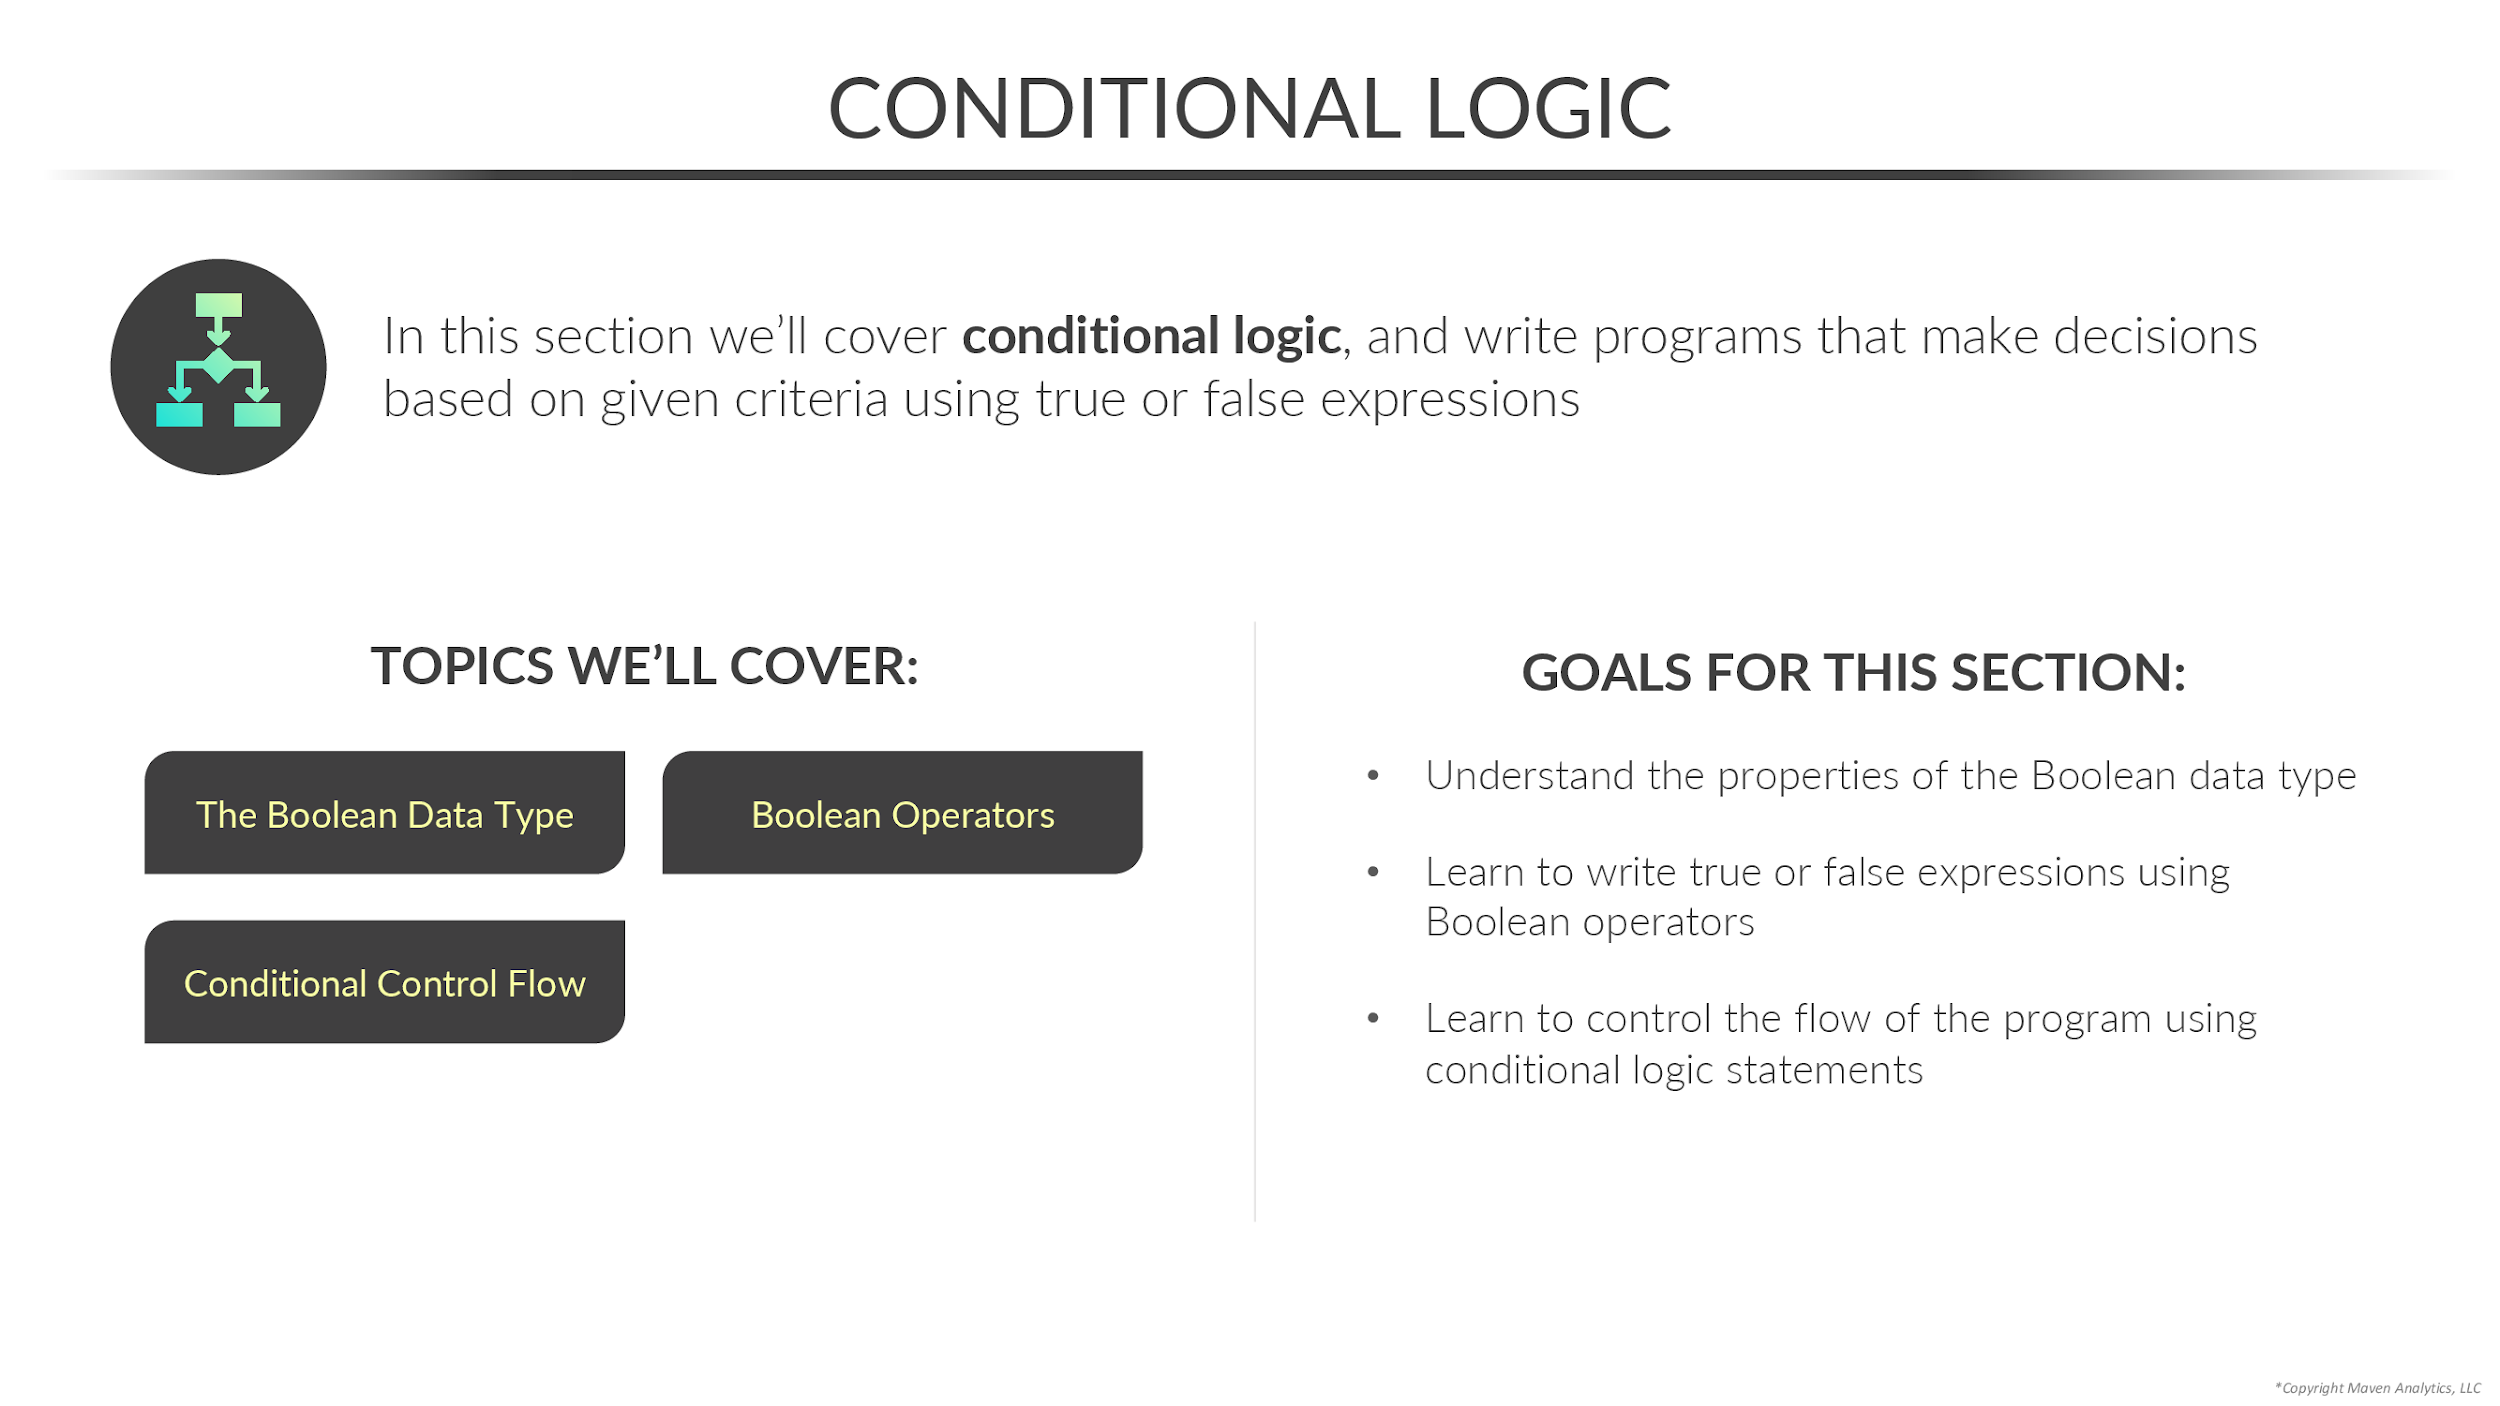 CONDITIONAL LOGIC
In this section we’ll cover conditional logic, and write programs that make decisions
based on given criteria using true or false expressions
TOPICS WE’LL COVER:
The Boolean Data Type
Boolean Operators
Conditional Control Flow
GOALS FOR THIS SECTION:
• Understand the properties of the Boolean data type
• Learn to write true or false expressions using
Boolean operators
• Learn to control the flow of the program using
conditional logic statements
*Copyright Maven Analytics, LLC